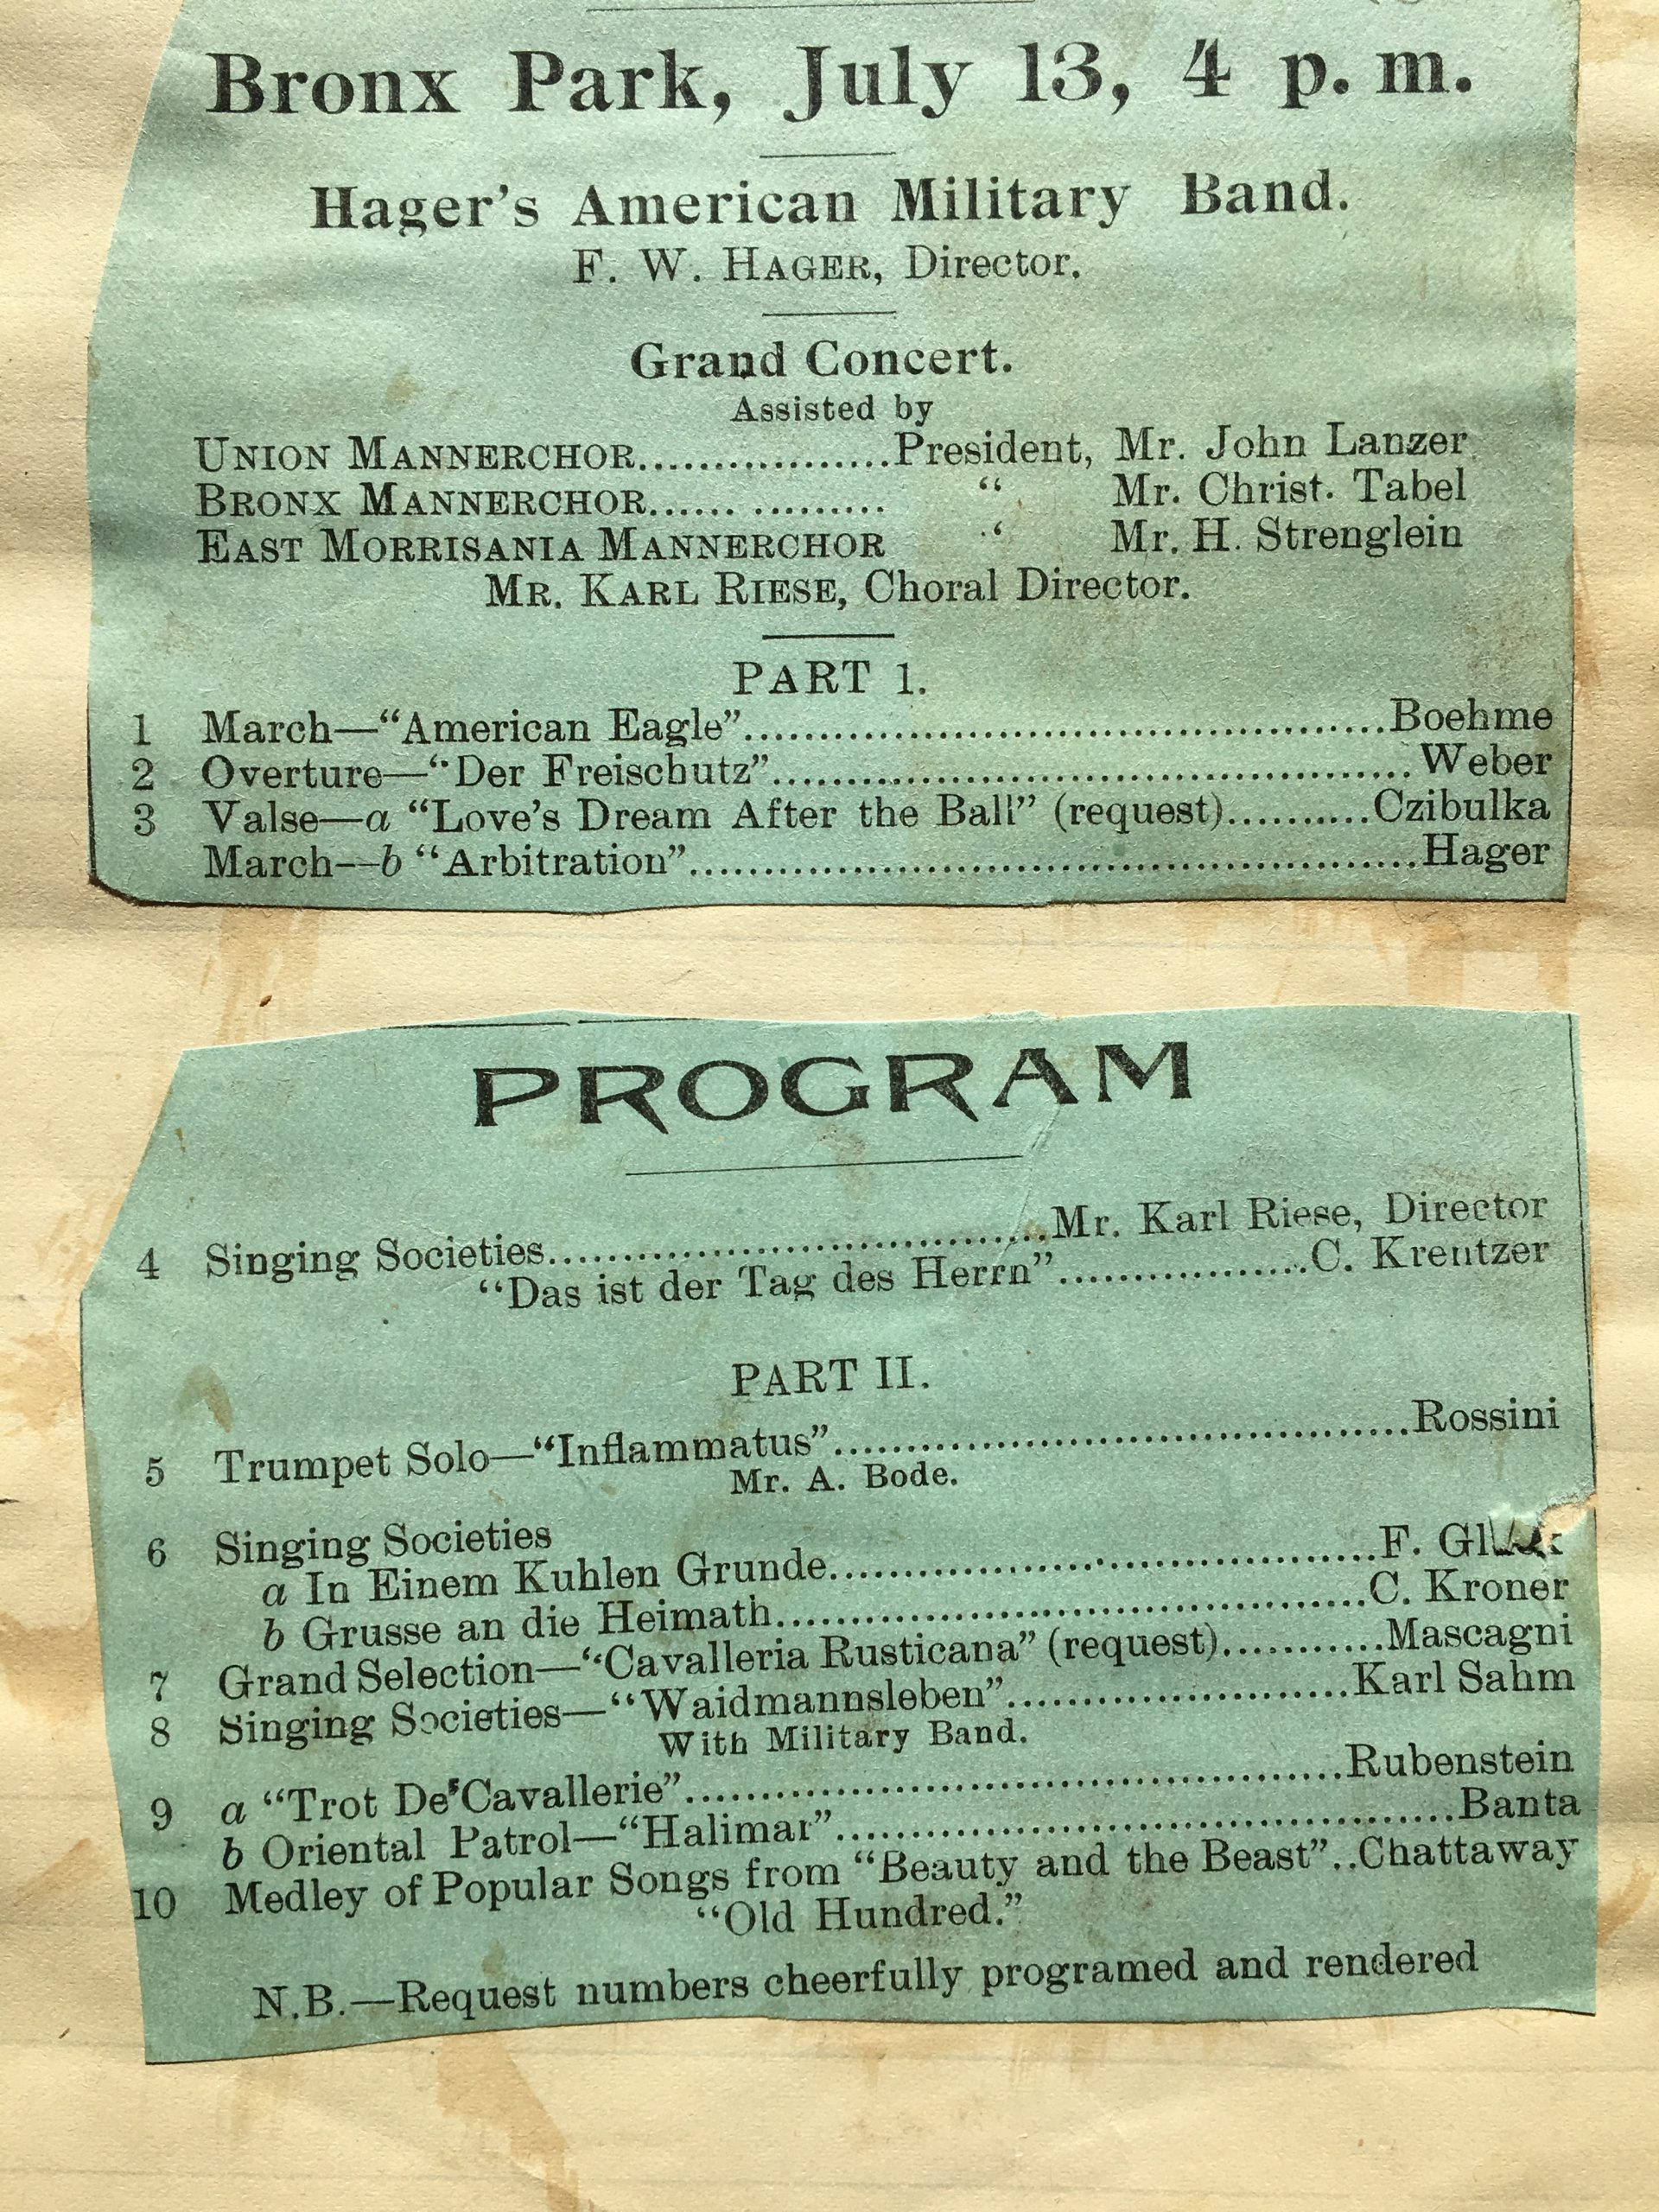 Bronx Park, July 13, 4 p. m.
Hager's American Military Band.
F. W. HAGER, Director.
Grand Concert.
Assisted by
UNION MANNERCHOR.................President, Mr. John Lanzer
BRONX MANNERCHOR...... ......... “ Mr. Christ. Tabel
EAST MORRISANIA MANNERCHOR “ Mr. H. Strenglein
MR. KARL RIESE, Choral Director.
PART 1.
1 March—“American Eagle”..........................................Boehme
2 Overture—“Der Freischutz”..........................................Weber
3 Valse—a “Love's Dream After the Ball” (request)..........Czibulka
March—b “Arbitration”................................................Hager
PROGRAM
4 Singing Societies.................................Mr. Karl Riese, Director
“Das ist der Tag des Herrn”.................C. Kreutzer
PART II.
5 Trumpet Solo—“Inflammatus”......................................Rossini
Mr. A. Bode.
6 Singing Societies
a In Einem Kuhlen Grunde....................................F.
b Grusse an die Heimath.......................................C. Kroner
7 Grand Selection—“Cavalleria Rusticana” (request)...........Mascagni
8 Singing Societies—“Waidmannsleben”.......................Karl Sahm
With Military Band.
9 a “Trot De'Cavallerie”............................................Rubenstein
b Oriental Patrol—“Halimar”.........................................Banta
10 Medley of Popular Songs from “Beauty and the Beast”..Chattaway
“Old Hundred.”
N.B.—Request numbers cheerfully programed and rendered